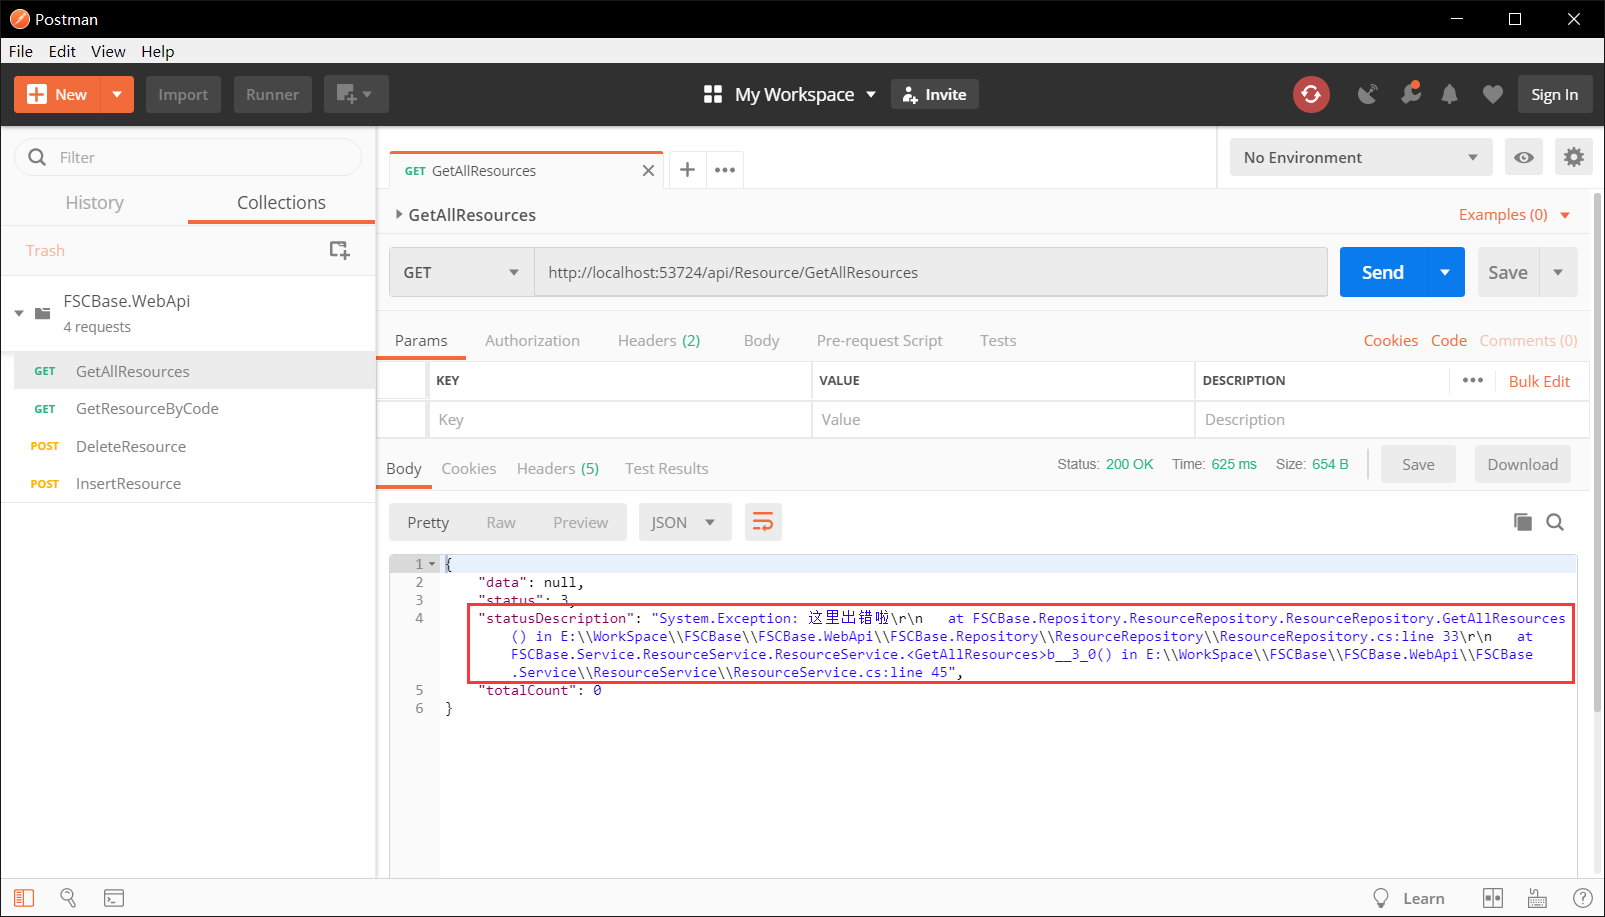 Postman
File Edit View Help
New Import Runner My Workspace Invite Sign In
Filter
History Collections
Trash
FSCBase.WebApi
4 requests
GET GetAllResources
GET GetResourceByCode
POST DeleteResource
POST InsertResource
GET GetAllResources
No Environment
GetAllResources
Examples (0)
GET http://localhost:53724/api/Resource/GetAllResources Send Save
Params Authorization Headers (2) Body Pre-request Script Tests Cookies Code Comments (0)
KEY VALUE DESCRIPTION Bulk Edit
Key Value Description
Body Cookies Headers (5) Test Results Status: 200 OK Time: 625 ms Size: 654 B Save Download
Pretty Raw Preview JSON
1 {
2 "data": null,
3 "status": 3,
4 "statusDescription": "System.Exception: 这里出错啦\r\n   at FSCBase.Repository.ResourceRepository.ResourceRepository.GetAllResources
() in E:\\WorkSpace\\FSCBase\\FSCBase.WebApi\\FSCBase.Repository\\ResourceRepository\\ResourceRepository.cs:line 33\r\n   at
FSCBase.Service.ResourceService.ResourceService.<GetAllResources>b__3_0() in E:\\WorkSpace\\FSCBase\\FSCBase.WebApi\\FSCBase
.Service\\ResourceService\\ResourceService.cs:line 45",
5 "totalCount": 0
6 }
Learn